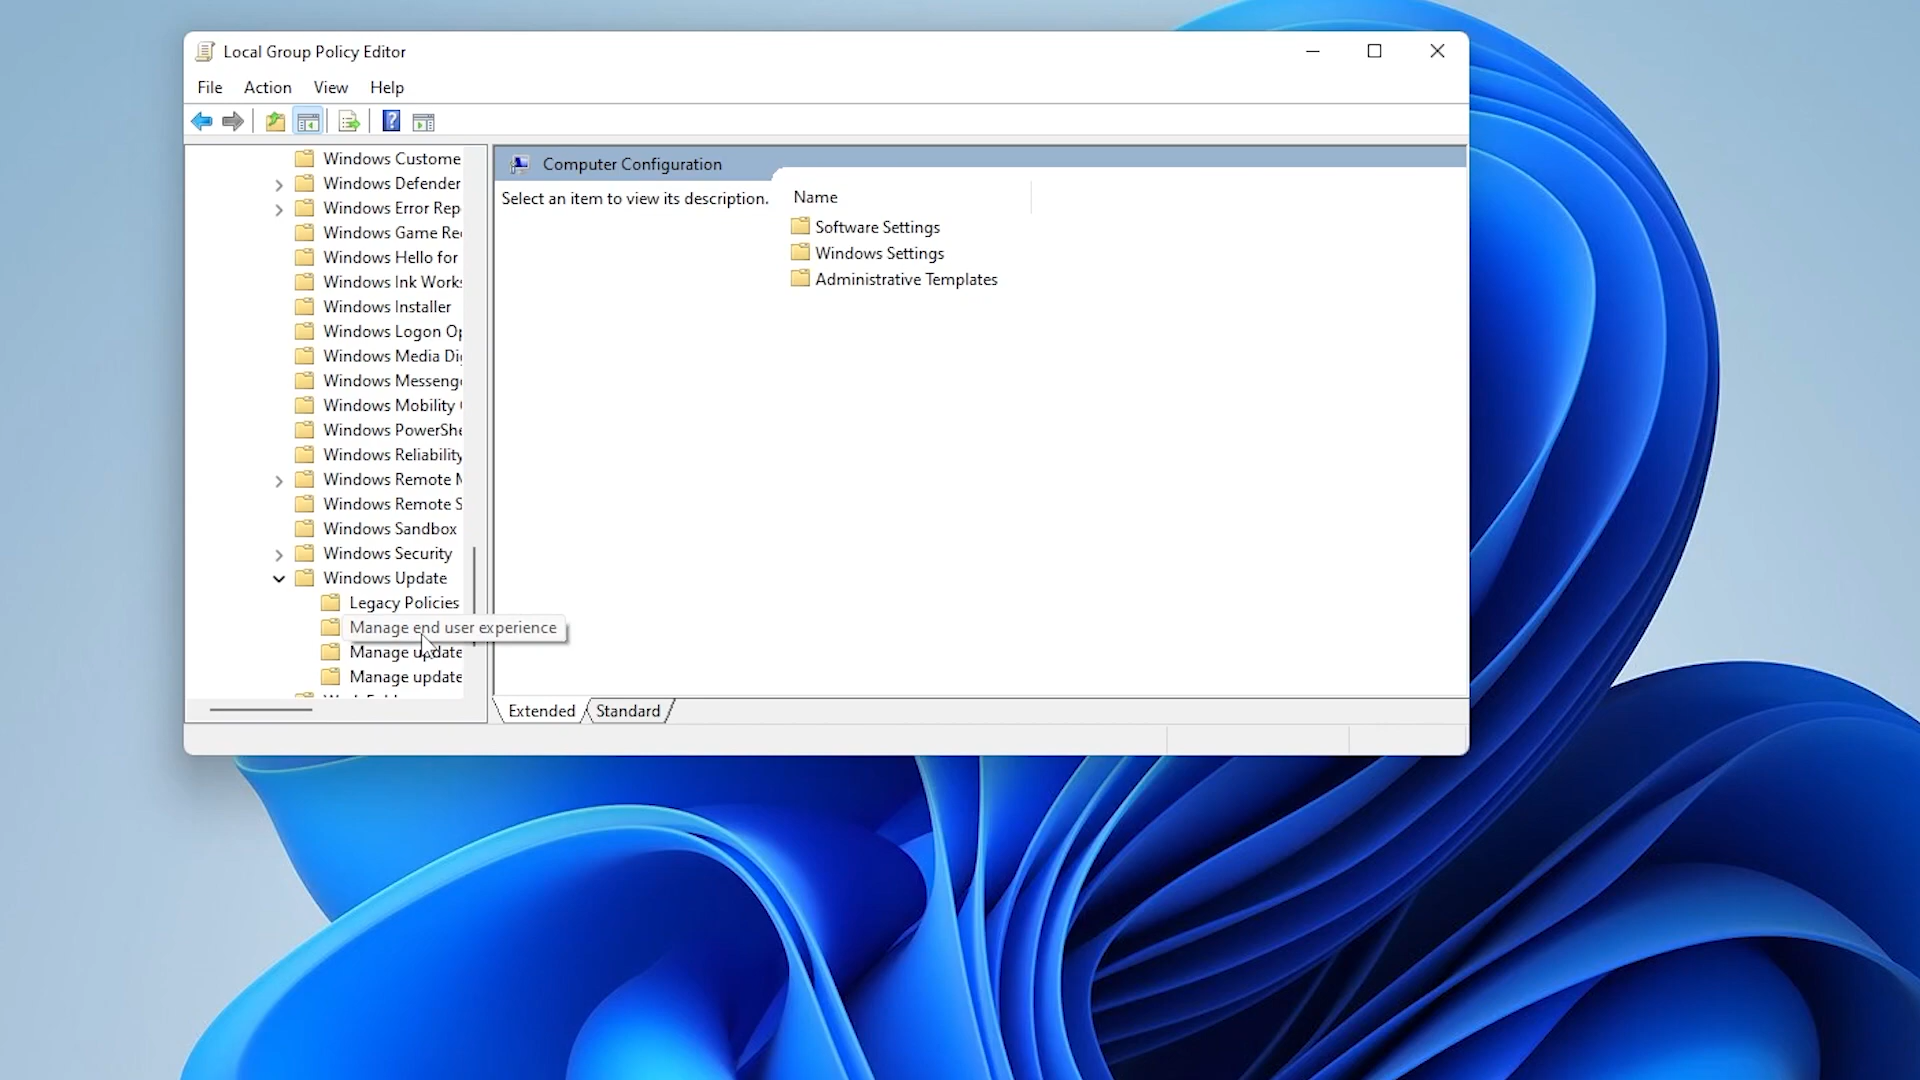 Local Group Policy Editor
File Action View Help
Windows Custome
Windows Defender
Windows Error Rep
Windows Game Re
Windows Hello for
Windows Ink Works
Windows Installer
Windows Logon Op
Windows Media Di
Windows Messeng
Windows Mobility
Windows PowerShe
Windows Reliability
Windows Remote M
Windows Remote S
Windows Sandbox
Windows Security
Windows Update
Legacy Policies
Manage end user experience
Manage update
Manage update
Computer Configuration
Select an item to view its description.
Name
Software Settings
Windows Settings
Administrative Templates
Extended Standard